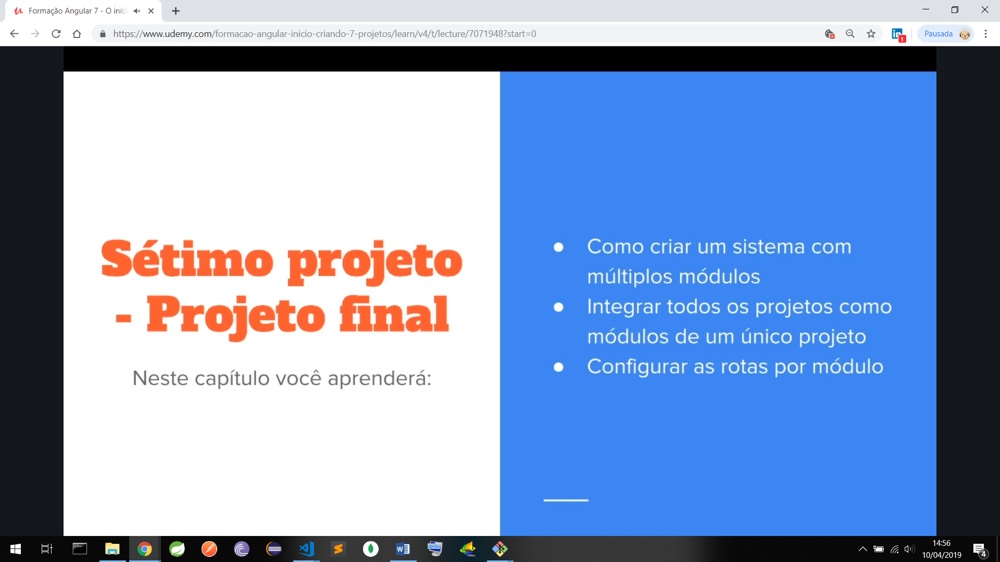 Formação Angular 7 - O iníci
https://www.udemy.com/formacao-angular-inicio-criando-7-projetos/learn/v4/t/lecture/7071948?start=0
1
Pausada
Sétimo projeto
- Projeto final
Neste capítulo você aprenderá:
● Como criar um sistema com
múltiplos módulos
● Integrar todos os projetos como
módulos de um único projeto
● Configurar as rotas por módulo
14:56
10/04/2019
4